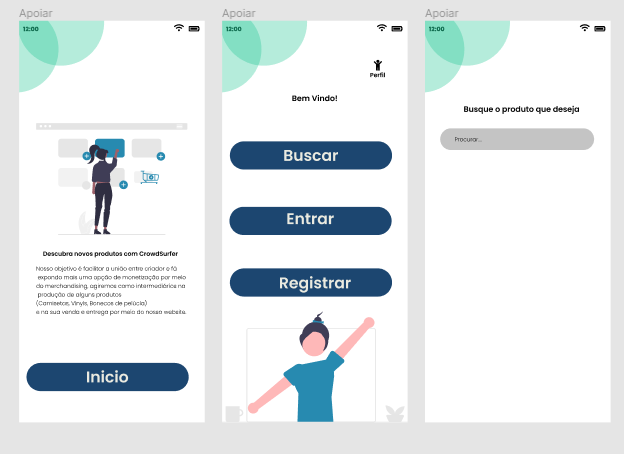 Apoiar
Apoiar
Apoiar
12:00
Descubra novos produtos com CrowdSurfer
Nosso objetivo é facilitar a união entre criador e fã
expando mais uma opção de monetização por meio
do merchandising, agiremos como intermediários na
produção de alguns produtos
(Camisetas, Vinyls, Bonecos de pelúcia)
e na sua venda e entrega por meio do nosso website.
Inicio
12:00
Perfil
Bem Vindo!
Buscar
Entrar
Registrar
12:00
Busque o produto que deseja
Procurar...